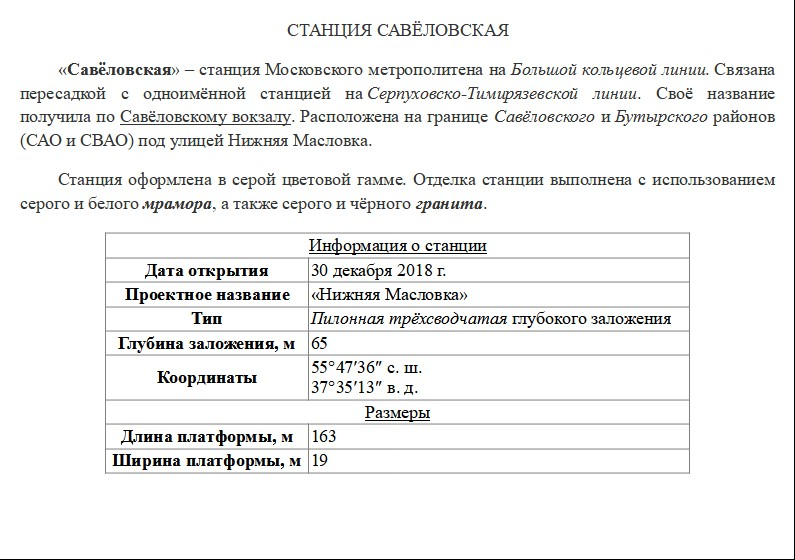 СТАНЦИЯ САВЁЛОВСКАЯ
«Савёловская» – станция Московского метрополитена на Большой кольцевой линии. Связана
пересадкой с одноимённой станцией на Серпуховско-Тимирязевской линии. Своё название
получила по Савёловскому вокзалу. Расположена на границе Савёловского и Бутырского районов
(САО и СВАО) под улицей Нижняя Масловка.
Станция оформлена в серой цветовой гамме. Отделка станции выполнена с использованием
серого и белого мрамора, а также серого и чёрного гранита.
Информация о станции
Дата открытия 30 декабря 2018 г.
Проектное название «Нижняя Масловка»
Тип Пилонная трёхсводчатая глубокого заложения
Глубина заложения, м 65
Координаты 55°47′36″ с. ш.
37°35′13″ в. д.
Размеры
Длина платформы, м 163
Ширина платформы, м 19